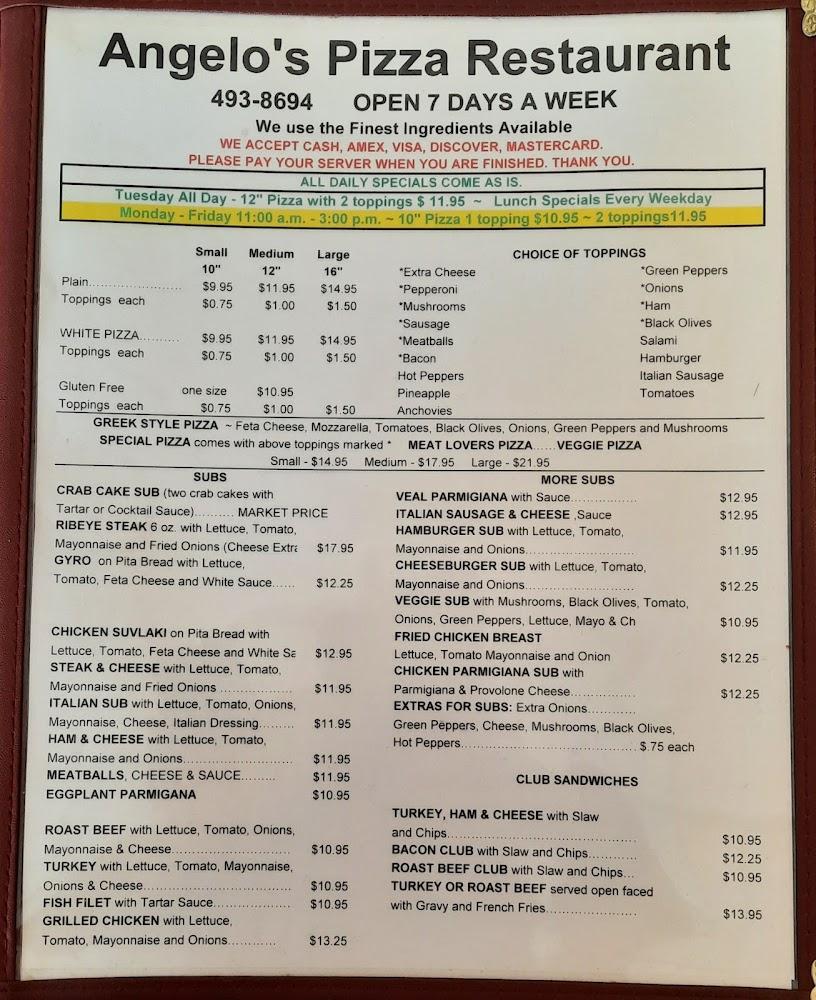 Angelo's Pizza Restaurant
493-8694 OPEN 7 DAYS A WEEK
We use the Finest Ingredients Available
WE ACCEPT CASH, AMEX, VISA, DISCOVER, MASTERCARD.
PLEASE PAY YOUR SERVER WHEN YOU ARE FINISHED. THANK YOU.
ALL DAILY SPECIALS COME AS IS.
Tuesday All Day - 12" Pizza with 2 toppings $ 11.95 ~ Lunch Specials Every Weekday
Monday - Friday 11:00 a.m. - 3:00 p.m. ~ 10" Pizza 1 topping $10.95 ~ 2 toppings11.95
Small Medium Large
10" 12" 16"
Plain...................... $9.95 $11.95 $14.95
Toppings each $0.75 $1.00 $1.50
WHITE PIZZA.......... $9.95 $11.95 $14.95
Toppings each $0.75 $1.00 $1.50
Gluten Free one size $10.95
Toppings each $0.75 $1.00 $1.50
CHOICE OF TOPPINGS
*Extra Cheese *Green Peppers
*Pepperoni *Onions
*Mushrooms *Ham
*Sausage *Black Olives
*Meatballs Salami
*Bacon Hamburger
Hot Peppers Italian Sausage
Pineapple Tomatoes
Anchovies
GREEK STYLE PIZZA ~ Feta Cheese, Mozzarella, Tomatoes, Black Olives, Onions, Green Peppers and Mushrooms
SPECIAL PIZZA comes with above toppings marked * MEAT LOVERS PIZZA......VEGGIE PIZZA
Small - $14.95 Medium - $17.95 Large - $21.95
SUBS
CRAB CAKE SUB (two crab cakes with
Tartar or Cocktail Sauce).......... MARKET PRICE
RIBEYE STEAK 6 oz. with Lettuce, Tomato,
Mayonnaise and Fried Onions (Cheese Extra $17.95
GYRO on Pita Bread with Lettuce,
Tomato, Feta Cheese and White Sauce...... $12.25
CHICKEN SUVLAKI on Pita Bread with
Lettuce, Tomato, Feta Cheese and White Sa $12.95
STEAK & CHEESE with Lettuce, Tomato,
Mayonnaise and Fried Onions .................. $11.95
ITALIAN SUB with Lettuce, Tomato, Onions,
Mayonnaise, Cheese, Italian Dressing......... $11.95
HAM & CHEESE with Lettuce, Tomato,
Mayonnaise and Onions........................... $11.95
MEATBALLS, CHEESE & SAUCE......... $11.95
EGGPLANT PARMIGANA $10.95
ROAST BEEF with Lettuce, Tomato, Onions,
Mayonnaise & Cheese.............................. $10.95
TURKEY with Lettuce, Tomato, Mayonnaise,
Onions & Cheese..................................... $10.95
FISH FILET with Tartar Sauce.................... $10.95
GRILLED CHICKEN with Lettuce,
Tomato, Mayonnaise and Onions............ $13.25
MORE SUBS
VEAL PARMIGIANA with Sauce................. $12.95
ITALIAN SAUSAGE & CHEESE ,Sauce $12.95
HAMBURGER SUB with Lettuce, Tomato,
Mayonnaise and Onions........................... $11.95
CHEESEBURGER SUB with Lettuce, Tomato,
Mayonnaise and Onions........................... $12.25
VEGGIE SUB with Mushrooms, Black Olives, Tomato,
Onions, Green Peppers, Lettuce, Mayo & Ch $10.95
FRIED CHICKEN BREAST
Lettuce, Tomato Mayonnaise and Onion $12.25
CHICKEN PARMIGIANA SUB with
Parmigiana & Provolone Cheese................ $12.25
EXTRAS FOR SUBS: Extra Onions............
Green Peppers, Cheese, Mushrooms, Black Olives,
Hot Peppers............................................ $.75 each
CLUB SANDWICHES
TURKEY, HAM & CHEESE with Slaw
and Chips............................................... $10.95
BACON CLUB with Slaw and Chips............ $12.25
ROAST BEEF CLUB with Slaw and Chips... $10.95
TURKEY OR ROAST BEEF served open faced
with Gravy and French Fries....................... $13.95